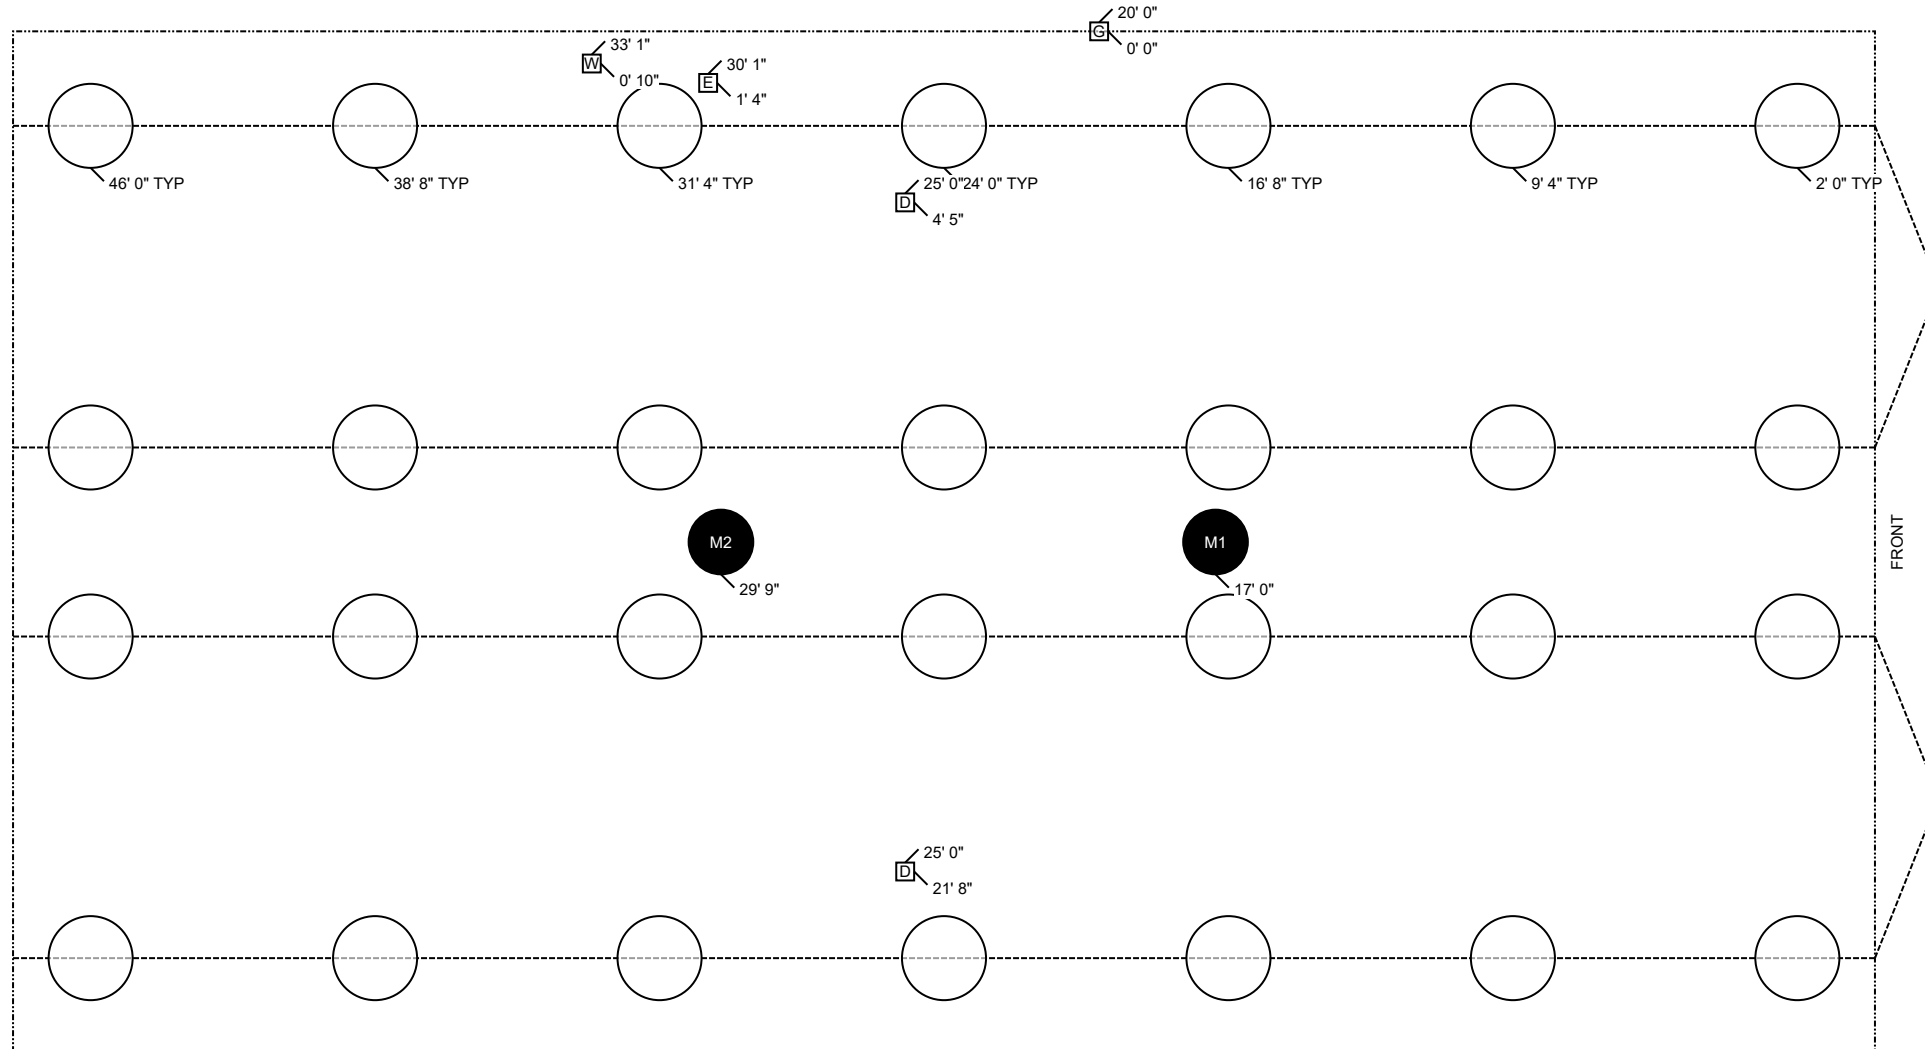 20' 0"
G
0' 0"
33' 1"
W
0' 10"
30' 1"
E
1' 4"
46' 0" TYP
38' 8" TYP
31' 4" TYP
25' 0"
24' 0" TYP
16' 8" TYP
9' 4" TYP
2' 0" TYP
D
4' 5"
M2
M1
FRONT
29' 9"
17' 0"
25' 0"
D
21' 8"